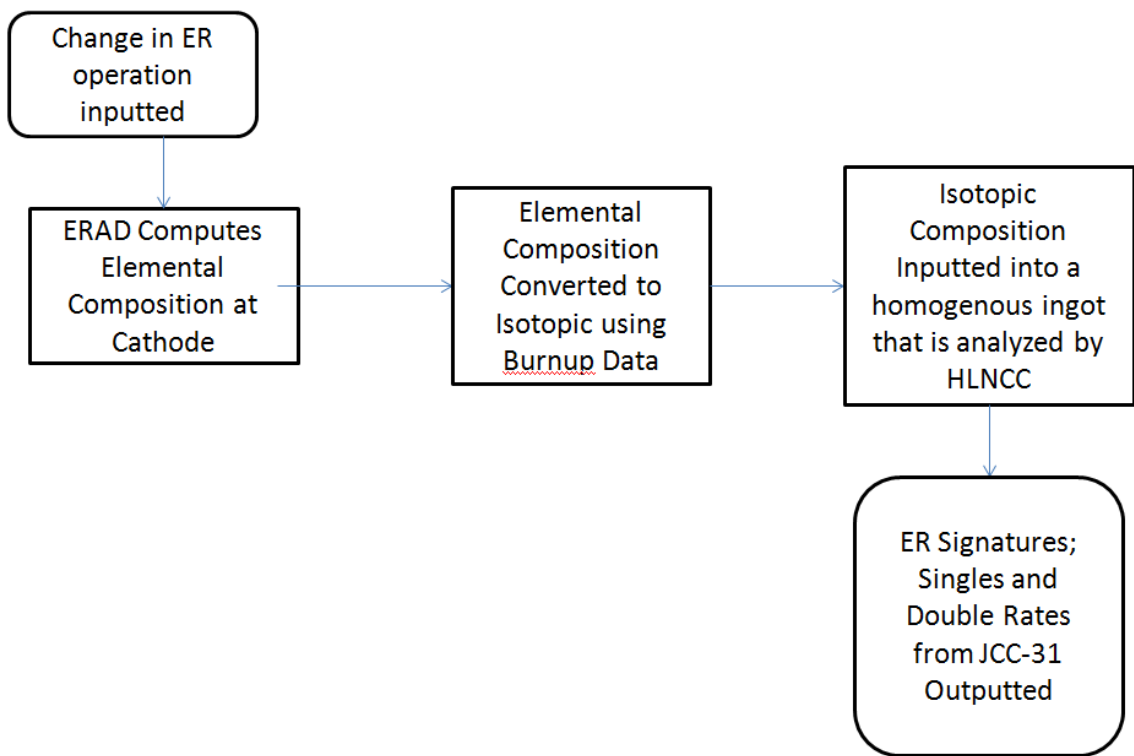 Change in ER
operation
inputted
ERAD Computes
Elemental
Composition at
Cathode
Elemental
Composition
Converted to
Isotopic using
Burnup Data
Isotopic
Composition
Inputted into a
homogenous ingot
that is analyzed by
HLNCC
ER Signatures;
Singles and
Double Rates
from JCC-31
Outputted